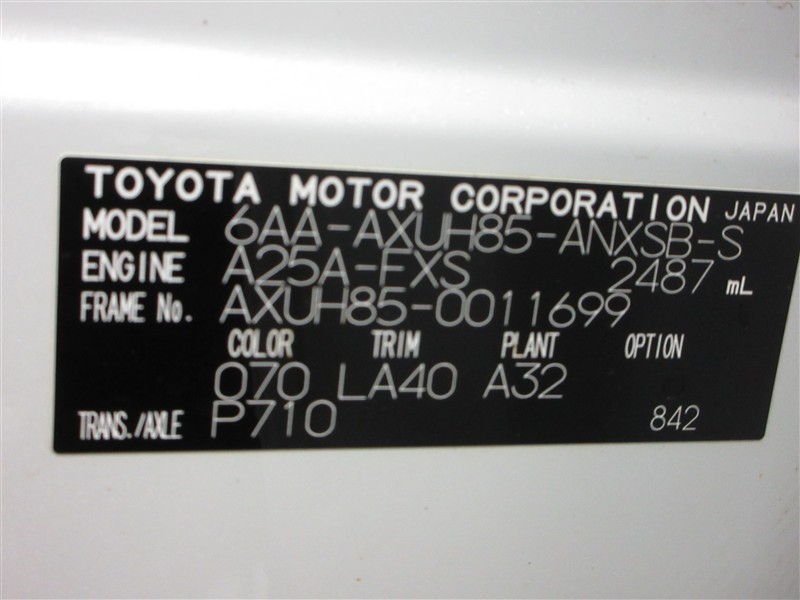 TOYOTA MOTOR CORPORATION JAPAN
MODEL 6AA-AXUH85-ANXSB-S
ENGINE A25A-FXS 2487 mL
FRAME No. AXUH85-0011699
COLOR TRIM PLANT OPTION
070 LA40 A32
TRANS./AXLE P710 842